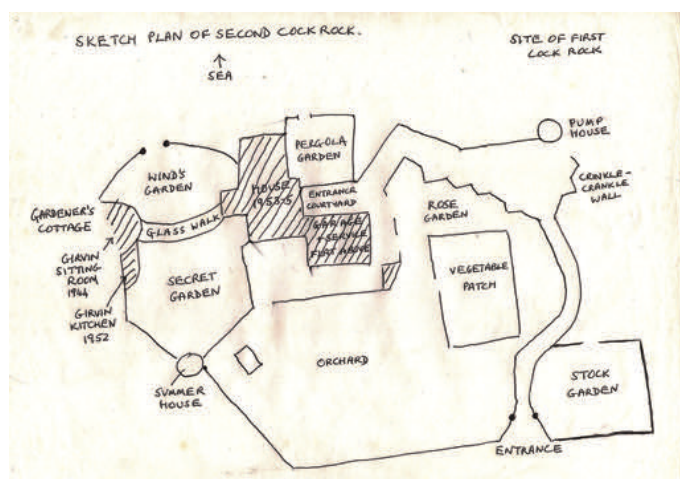 SKETCH PLAN OF SECOND COCK ROCK.
↑
SEA
SITE OF FIRST
COCK ROCK
PUMP
HOUSE
PERGOLA
GARDEN
WIND'S
GARDEN
HOUSE
1953-5
ENTRANCE
COURTYARD
CRINKLE-
CRANKLE
WALL
ROSE
GARDEN
GARDENER'S
COTTAGE
GLASS WALK
GARAGE
+ SERVICE
FLAT ABOVE
GIRVIN
SITTING
ROOM
1944
SECRET
GARDEN
VEGETABLE
PATCH
GIRVIN
KITCHEN
1952
ORCHARD
SUMMER
HOUSE
STOCK
GARDEN
ENTRANCE